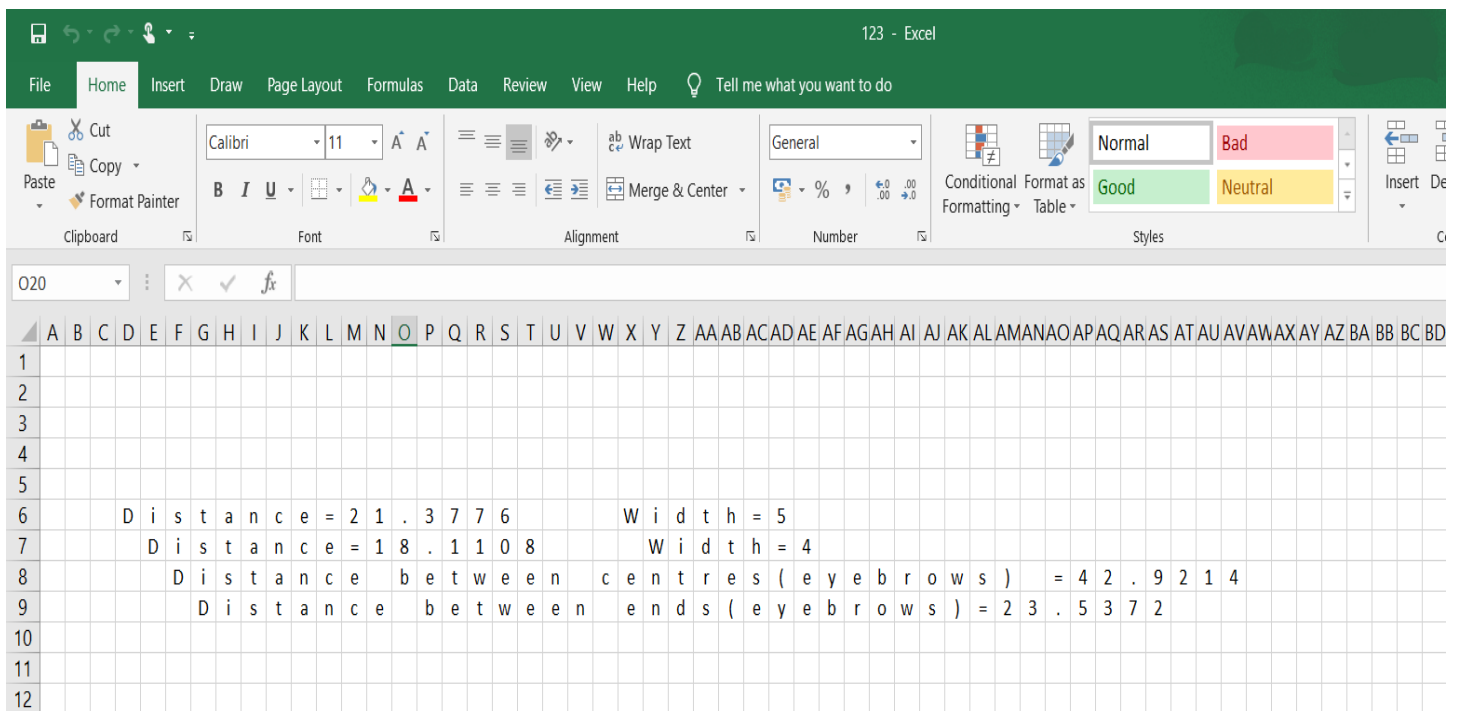 123 - Excel
File Home Insert Draw Page Layout Formulas Data Review View Help Tell me what you want to do
Cut
Copy
Format Painter
Paste
Calibri 11 A A
B I U A
ab Wrap Text
Merge & Center
General
% , .0 .00 .00 .0
Conditional Formatting
Format as Table
Normal Bad
Good Neutral
Insert
Clipboard Font Alignment Number Styles
O20 fx
A B C D E F G H I J K L M N O P Q R S T U V W X Y Z AA AB AC AD AE AF AG AH AI AJ AK AL AM AN AO AP AQ AR AS AT AU AV AW AX AY AZ BA BB BC BD
1
2
3
4
5
6 Distance=21.3776 Width=5
7 Distance=18.1108 Width=4
8 Distance between centres(eyebrows) =42.9214
9 Distance between ends(eyebrows)=23.5372
10
11
12